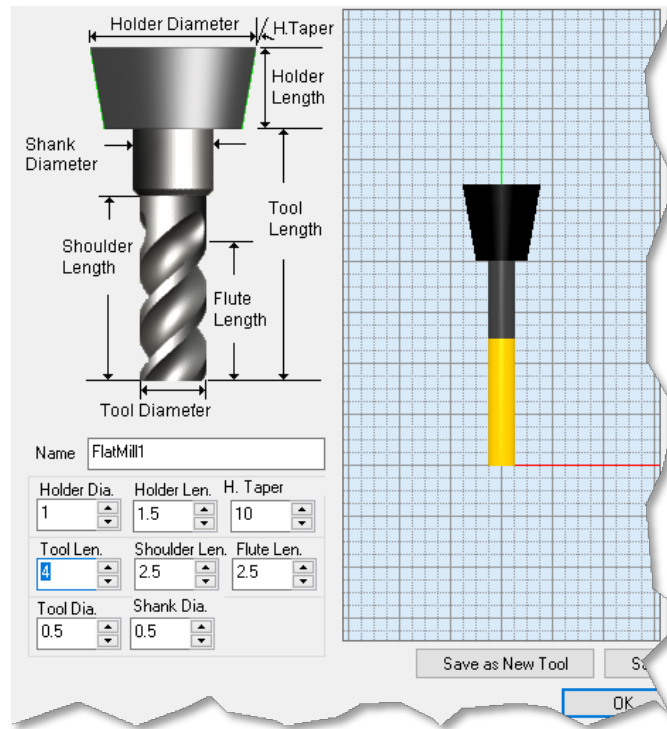 Holder Diameter
H.Taper
Holder
Length
Shank
Diameter
Tool
Length
Shoulder
Length
Flute
Length
Tool Diameter
Name FlatMill1
Holder Dia. Holder Len. H. Taper
1 1.5 10
Tool Len. Shoulder Len. Flute Len.
4 2.5 2.5
Tool Dia. Shank Dia.
0.5 0.5
Save as New Tool
OK